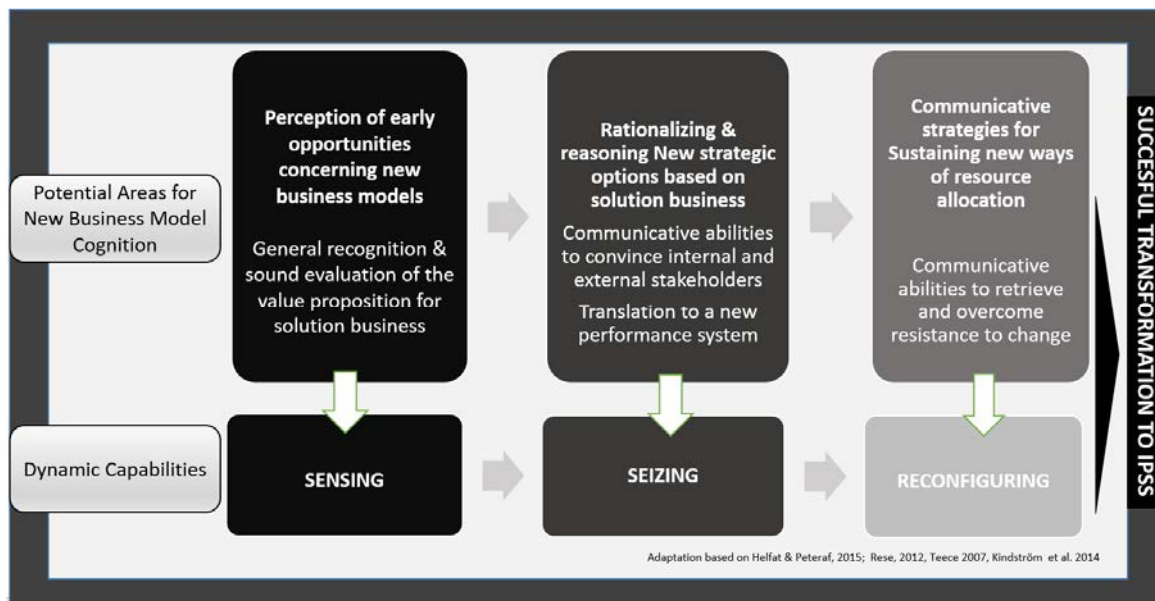 Potential Areas for
New Business Model
Cognition
Perception of early
opportunities
concerning new
business models
General recognition &
sound evaluation of the
value proposition for
solution business
Rationalizing &
reasoning New strategic
options based on
solution business
Communicative abilities
to convince internal and
external stakeholders
Translation to a new
performance system
Communicative
strategies for
Sustaining new ways
of resource
allocation
Communicative
abilities to retrieve
and overcome
resistance to change
Dynamic Capabilities
SENSING
SEIZING
RECONFIGURING
SUCCESFUL TRANSFORMATION TO IPSS
Adaptation based on Helfat & Peteraf, 2015; Rese, 2012, Teece 2007, Kindström et al. 2014